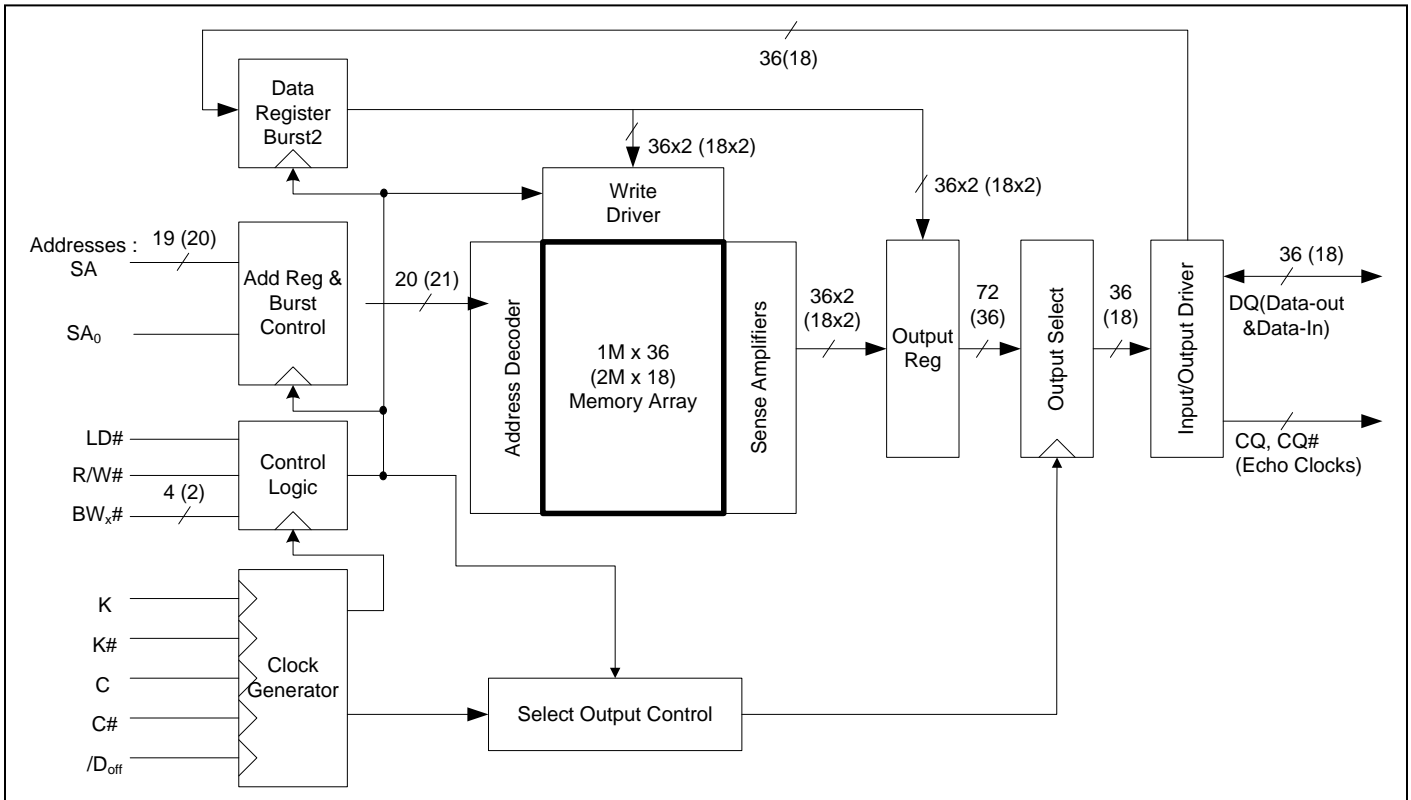 36(18)
Data
Register
Burst2
36x2 (18x2)
36x2 (18x2)
Write
Driver
Addresses :
SA
19 (20)
SA₀
Add Reg &
Burst
Control
20 (21)
Address Decoder
1M x 36
(2M x 18)
Memory Array
Sense Amplifiers
36x2
(18x2)
Output
Reg
72
(36)
Output Select
36
(18)
Input/Output Driver
36 (18)
DQ(Data-out
&Data-In)
CQ, CQ#
(Echo Clocks)
LD#
R/W#
4 (2)
BWₓ#
Control
Logic
K
K#
C
C#
/Doff
Clock
Generator
Select Output Control